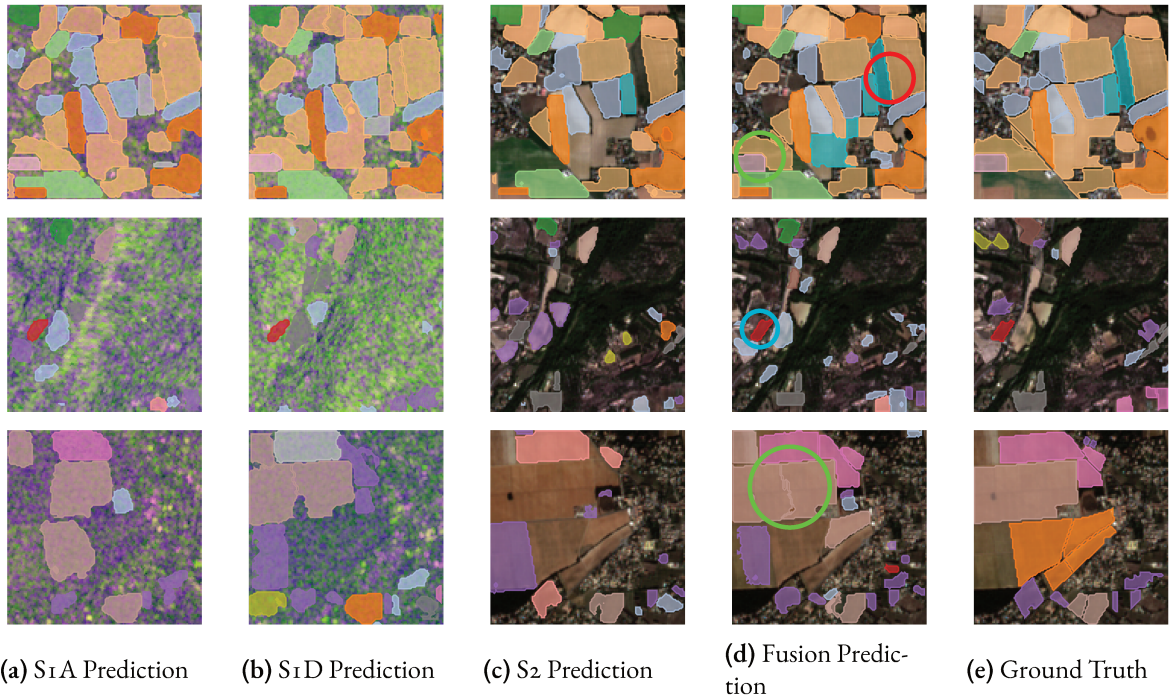 (a) S1A Prediction
(b) S1D Prediction
(c) S2 Prediction
(d) Fusion Predic-
tion
(e) Ground Truth